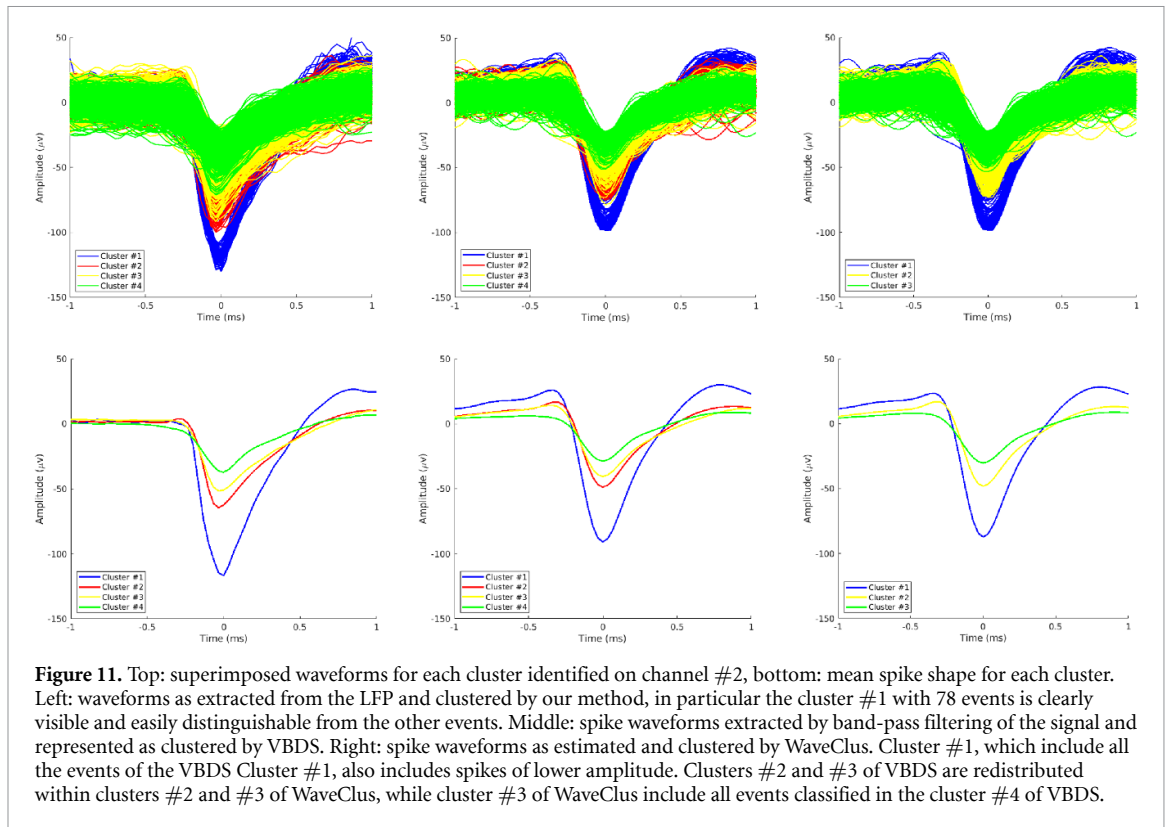 50
0
-50
-100
-150
Amplitude (μv)
Cluster #1
Cluster #2
Cluster #3
Cluster #4
-1 -0.5 0 0.5 1
Time (ms)
50
0
-50
-100
-150
Amplitude (μv)
Cluster #1
Cluster #2
Cluster #3
Cluster #4
-1 -0.5 0 0.5 1
Time (ms)
50
0
-50
-100
-150
Amplitude (μv)
Cluster #1
Cluster #2
Cluster #3
-1 -0.5 0 0.5 1
Time (ms)
50
0
-50
-100
-150
Amplitude (μv)
Cluster #1
Cluster #2
Cluster #3
Cluster #4
-1 -0.5 0 0.5 1
Time (ms)
50
0
-50
-100
-150
Amplitude (μv)
Cluster #1
Cluster #2
Cluster #3
Cluster #4
-1 -0.5 0 0.5 1
Time (ms)
50
0
-50
-100
-150
Amplitude (μv)
Cluster #1
Cluster #2
Cluster #3
-1 -0.5 0 0.5 1
Time (ms)
Figure 11. Top: superimposed waveforms for each cluster identified on channel #2, bottom: mean spike shape for each cluster.
Left: waveforms as extracted from the LFP and clustered by our method, in particular the cluster #1 with 78 events is clearly
visible and easily distinguishable from the other events. Middle: spike waveforms extracted by band-pass filtering of the signal and
represented as clustered by VBDS. Right: spike waveforms as estimated and clustered by WaveClus. Cluster #1, which include all
the events of the VBDS Cluster #1, also includes spikes of lower amplitude. Clusters #2 and #3 of VBDS are redistributed
within clusters #2 and #3 of WaveClus, while cluster #3 of WaveClus include all events classified in the cluster #4 of VBDS.